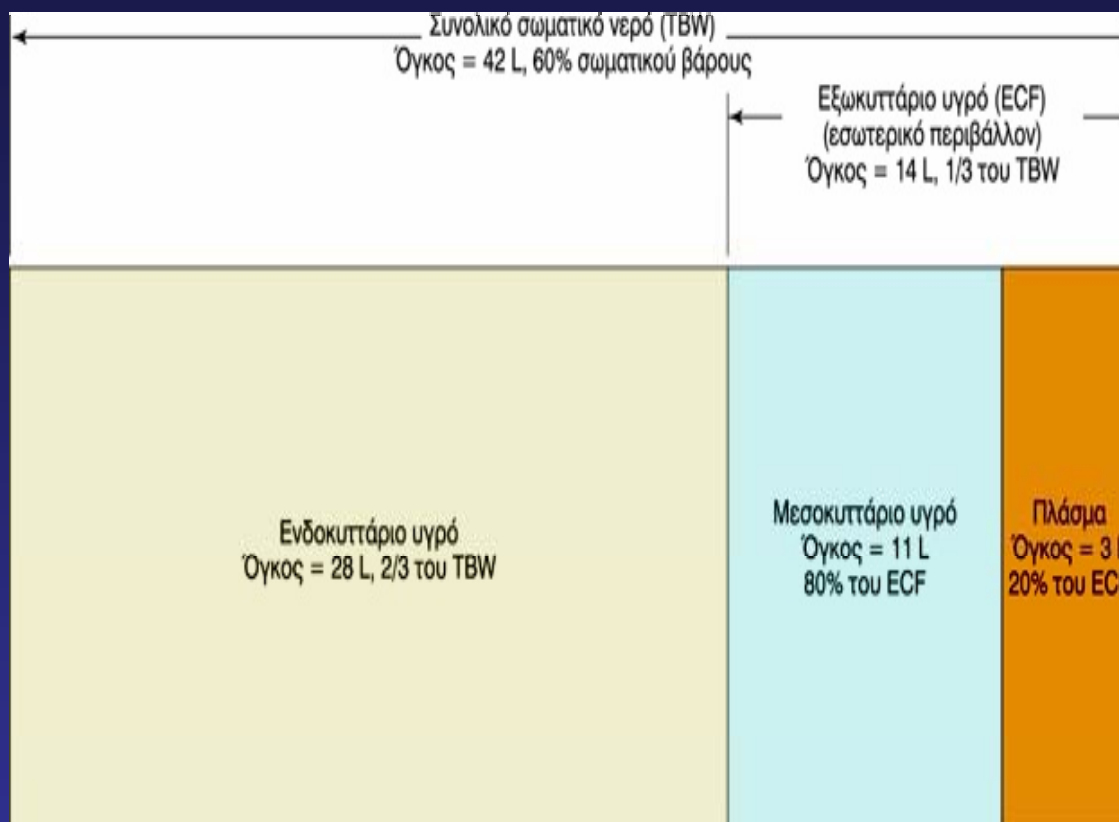 Συνολικό σωματικό νερό (TBW)
Όγκος = 42 L, 60% σωματικού βάρους
Εξωκυττάριο υγρό (ECF)
(εσωτερικό περιβάλλον)
Όγκος = 14 L, 1/3 του TBW
Ενδοκυττάριο υγρό
Όγκος = 28 L, 2/3 του TBW
Μεσοκυττάριο υγρό
Όγκος = 11 L
80% του ECF
Πλάσμα
Όγκος = 3
20% του